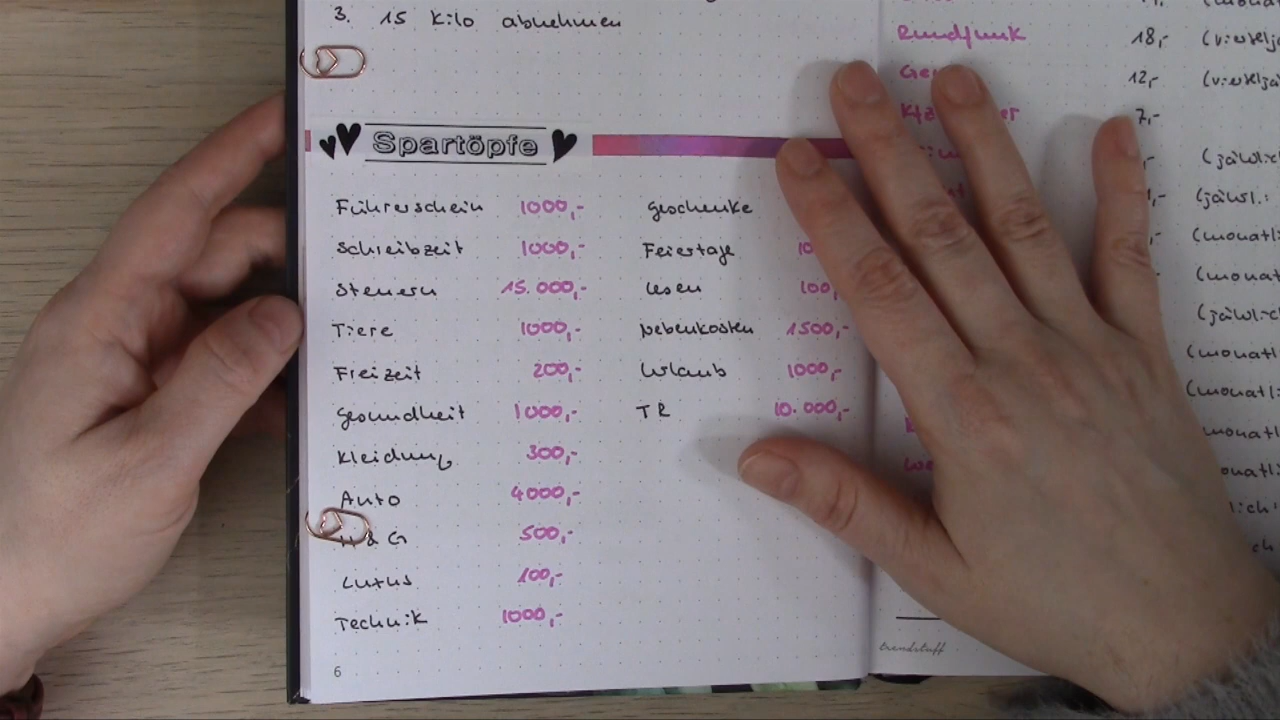 3. 15 Kilo abnehmen
Spartöpfe
Führerschein 1000,-
Schreibzeit 1000,-
Steuern 15.000,-
Tiere 1000,-
Freizeit 200,-
Gesundheit 1000,-
Kleidung 300,-
Auto 4000,-
& G 500,-
Luxus 100,-
Technik 1000,-
6
Geschenke
Feiertage
Lesen 100,
Nebenkosten 1500,-
Urlaub 1000,-
TR 10.000,-
Rundfunk 18,-
12,-
7,-
trendstuff